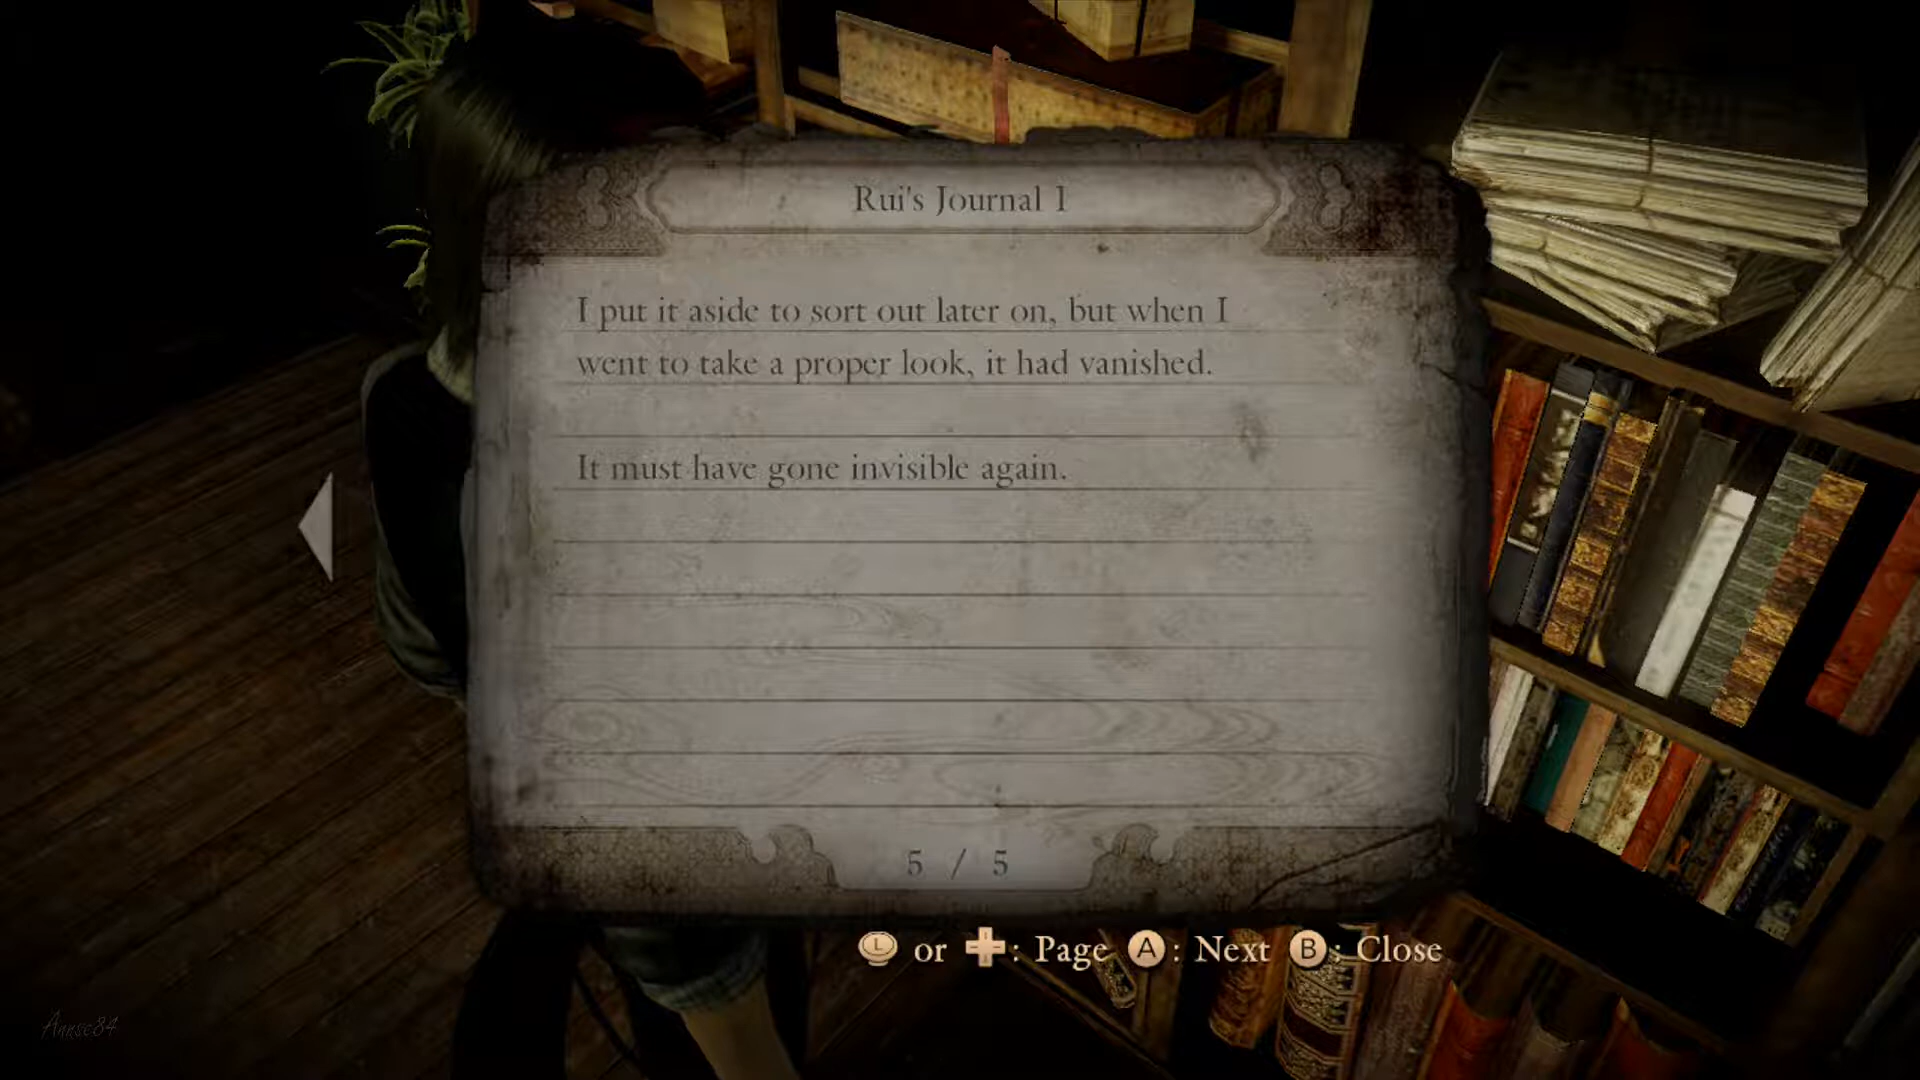 Rui's Journal 1
I put it aside to sort out later on, but when I
went to take a proper look, it had vanished.
It must have gone invisible again.
5 / 5
L or : Page A : Next B : Close
Annse84